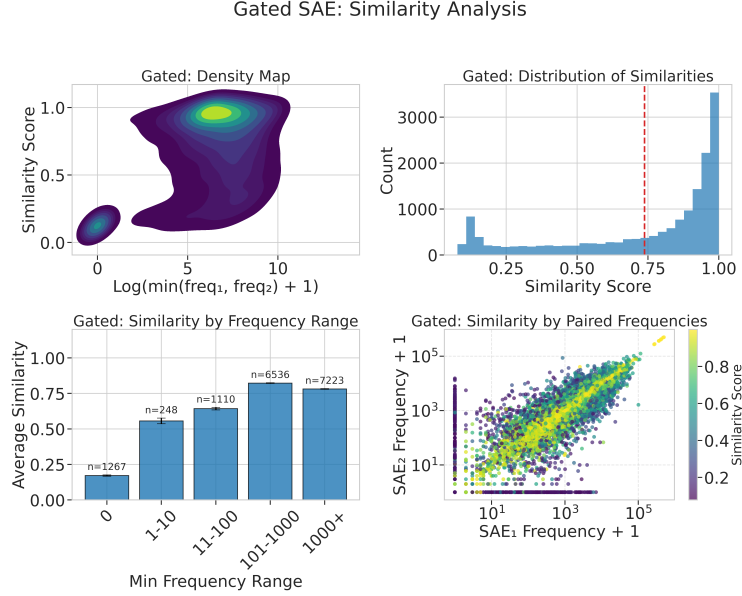 Gated SAE: Similarity Analysis
Gated: Density Map
Similarity Score
1.0
0.5
0.0
0
5
10
Log(min(freq₁, freq₂) + 1)
Gated: Distribution of Similarities
Count
3000
2000
1000
0
0.25
0.50
0.75
1.00
Similarity Score
Gated: Similarity by Frequency Range
Average Similarity
1.00
0.75
0.50
0.25
0.00
n=1267
n=248
n=1110
n=6536
n=7223
0
1-10
11-100
101-1000
1000+
Min Frequency Range
Gated: Similarity by Paired Frequencies
SAE₂ Frequency + 1
10⁵
10³
10¹
10¹
10³
10⁵
SAE₁ Frequency + 1
0.8
0.6
0.4
0.2
Similarity Score